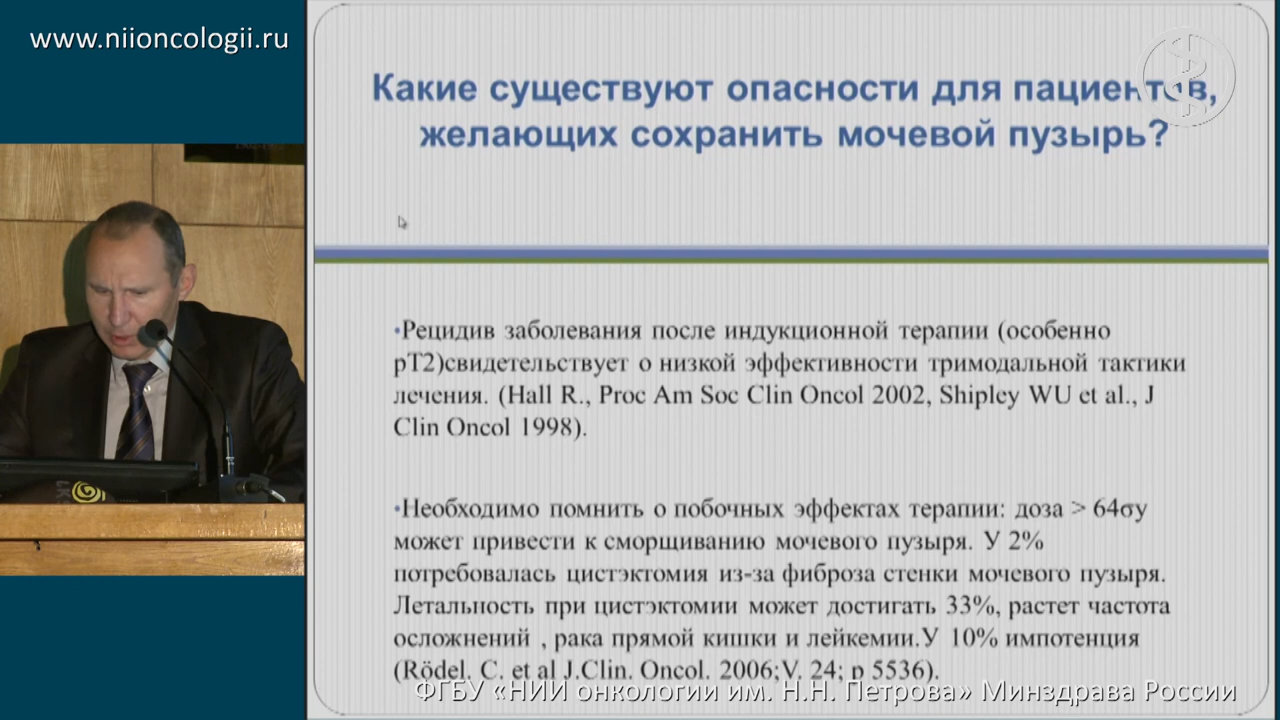 www.niioncologii.ru
Какие существуют опасности для пациентов,
желающих сохранить мочевой пузырь?
•Рецидив заболевания после индукционной терапии (особенно
рТ2)свидетельствует о низкой эффективности тримодальной тактики
лечения. (Hall R., Proc Am Soc Clin Oncol 2002, Shipley WU et al., J
Clin Oncol 1998).
•Необходимо помнить о побочных эффектах терапии: доза > 64σу
может привести к сморщиванию мочевого пузыря. У 2%
потребовалась цистэктомия из-за фиброза стенки мочевого пузыря.
Летальность при цистэктомии может достигать 33%, растет частота
осложнений , рака прямой кишки и лейкемии.У 10% импотенция
(Rödel. C. et al J.Clin. Oncol. 2006;V. 24; p 5536).
ФГБУ «НИИ онкологии им. Н.Н. Петрова» Минздрава России